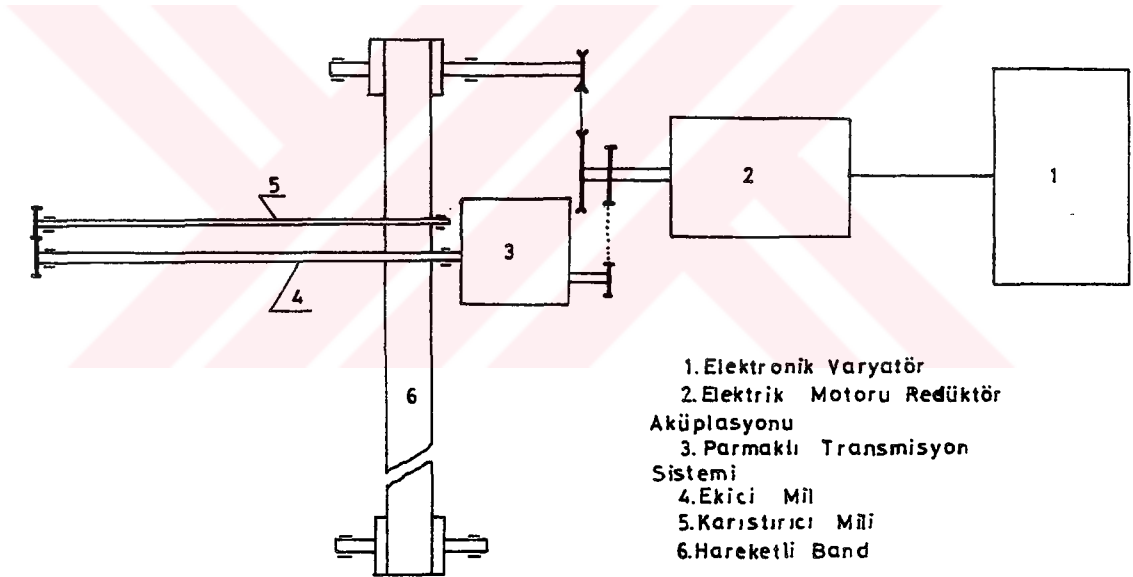 5
2
1
3
4
6
1.Elektronik Varyatör
2.Elektrik Motoru Redüktör
Aküplasyonu
3. Parmaklı Transmisyon
Sistemi
4.Ekici Mil
5.Karıştırıcı Mili
6.Hareketli Band